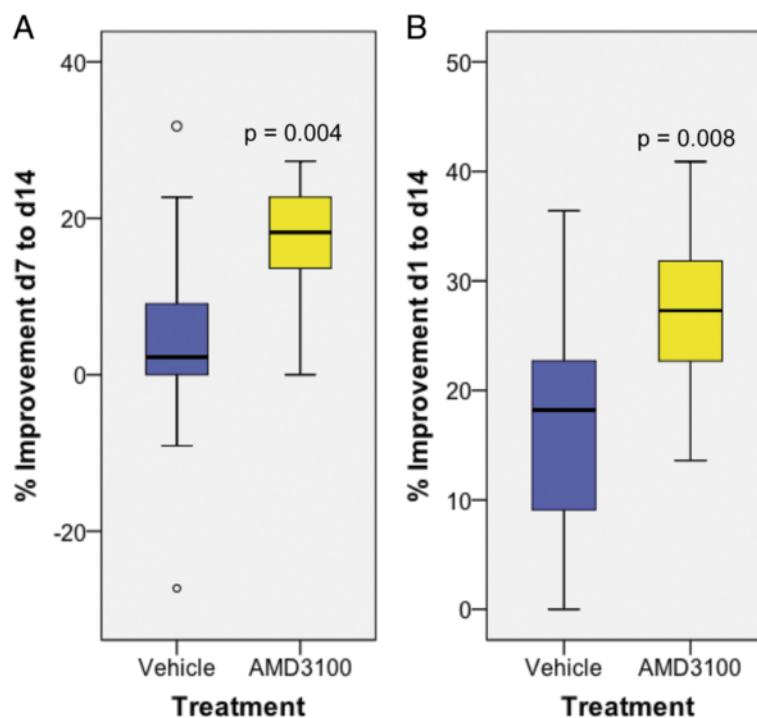 A
% Improvement d7 to d14
40
20
0
-20
p = 0.004
Vehicle AMD3100
Treatment
B
% Improvement d1 to d14
50
40
30
20
10
0
p = 0.008
Vehicle AMD3100
Treatment